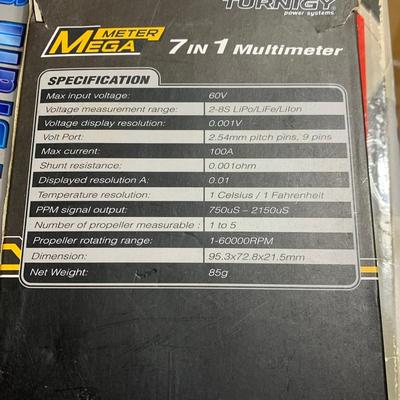 TURNIGY
power systems
METER
MEGA
7 IN 1 Multimeter
SPECIFICATION
Max input voltage: 60V
Voltage measurement range: 2-8S LiPo/LiFe/LiIon
Voltage display resolution: 0.001V
Volt Port: 2.54mm pitch pins, 9 pins
Max current: 100A
Shunt resistance: 0.001ohm
Displayed resolution A: 0.01
Temperature resolution: 1 Celsius / 1 Fahrenheit
PPM signal output: 750uS – 2150uS
Number of propeller measurable : 1 to 5
Propeller rotating range: 1-60000RPM
Dimension: 95.3x72.8x21.5mm
Net Weight: 85g